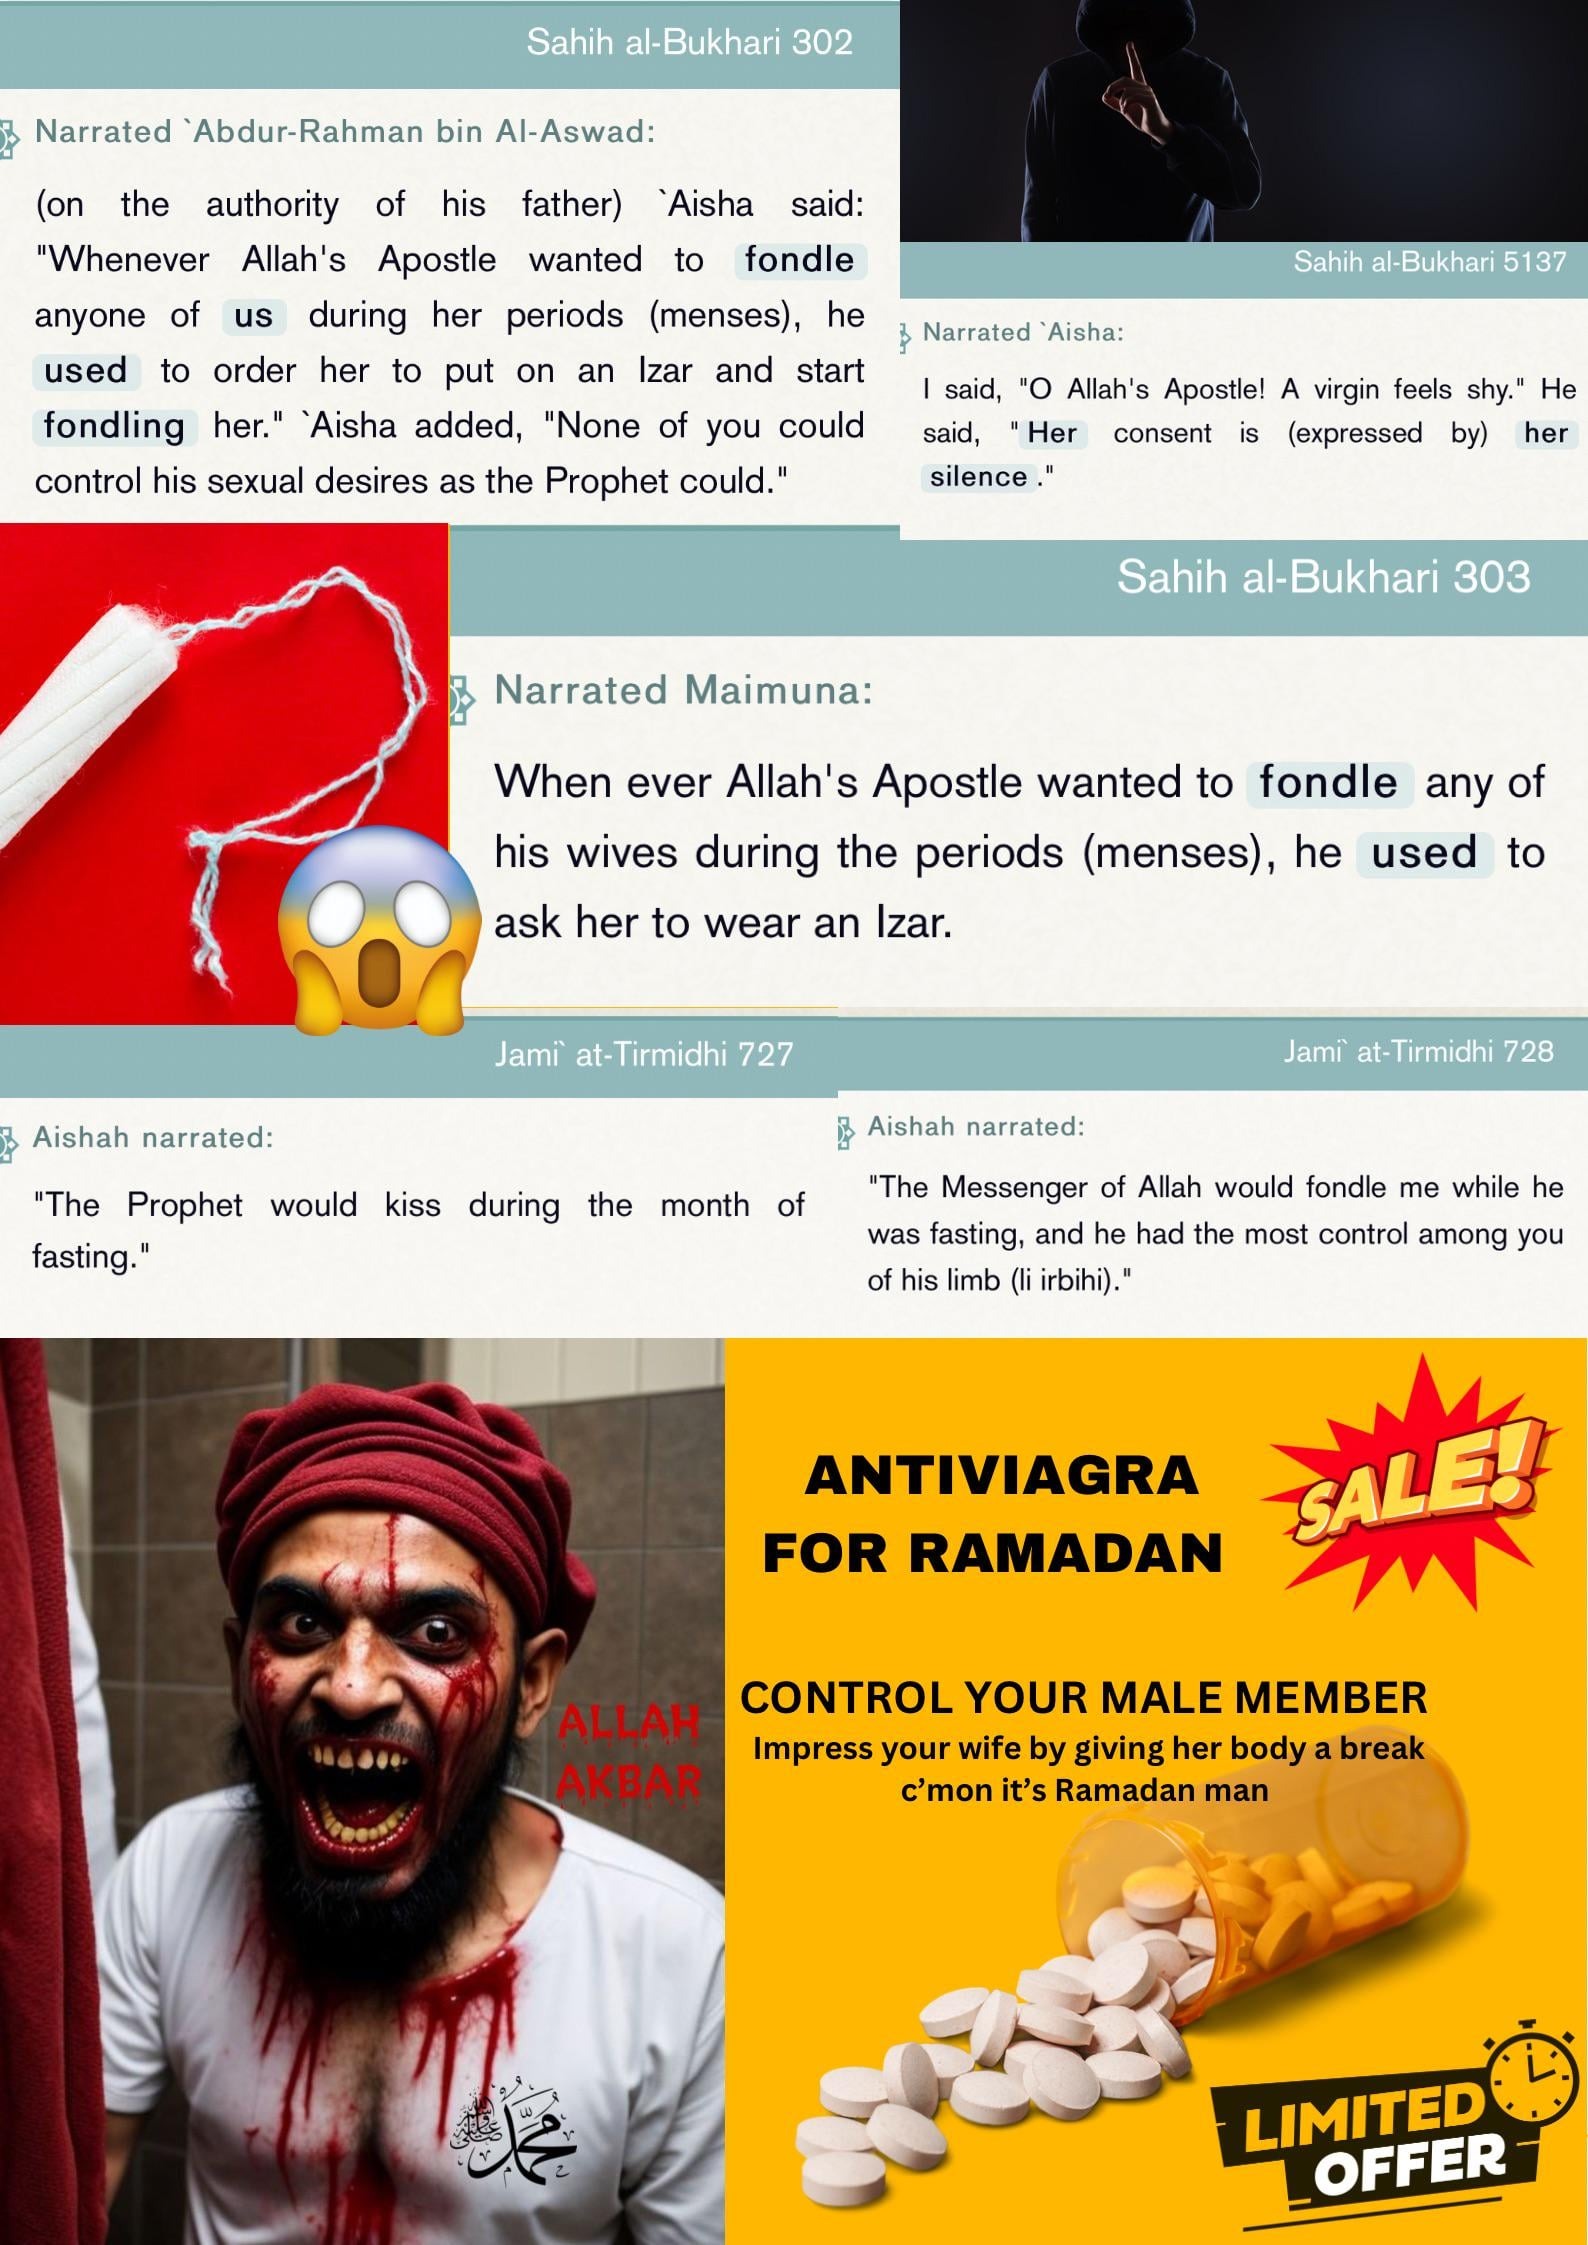 Sahih al-Bukhari 302
Narrated `Abdur-Rahman bin Al-Aswad:
(on the authority of his father) `Aisha said:
"Whenever Allah's Apostle wanted to fondle
anyone of us during her periods (menses), he
used to order her to put on an Izar and start
fondling her." `Aisha added, "None of you could
control his sexual desires as the Prophet could."
Sahih al-Bukhari 5137
Narrated `Aisha:
I said, "O Allah's Apostle! A virgin feels shy." He
said, "Her consent is (expressed by) her
silence."
Sahih al-Bukhari 303
Narrated Maimuna:
When ever Allah's Apostle wanted to fondle any of
his wives during the periods (menses), he used to
ask her to wear an Izar.
Jami` at-Tirmidhi 727
Aishah narrated:
"The Prophet would kiss during the month of
fasting."
Jami` at-Tirmidhi 728
Aishah narrated:
"The Messenger of Allah would fondle me while he
was fasting, and he had the most control among you
of his limb (li irbihi)."
ALLAH
AKBAR
محمد
ANTIVIAGRA
FOR RAMADAN
SALE!
CONTROL YOUR MALE MEMBER
Impress your wife by giving her body a break
c’mon it’s Ramadan man
LIMITED
OFFER